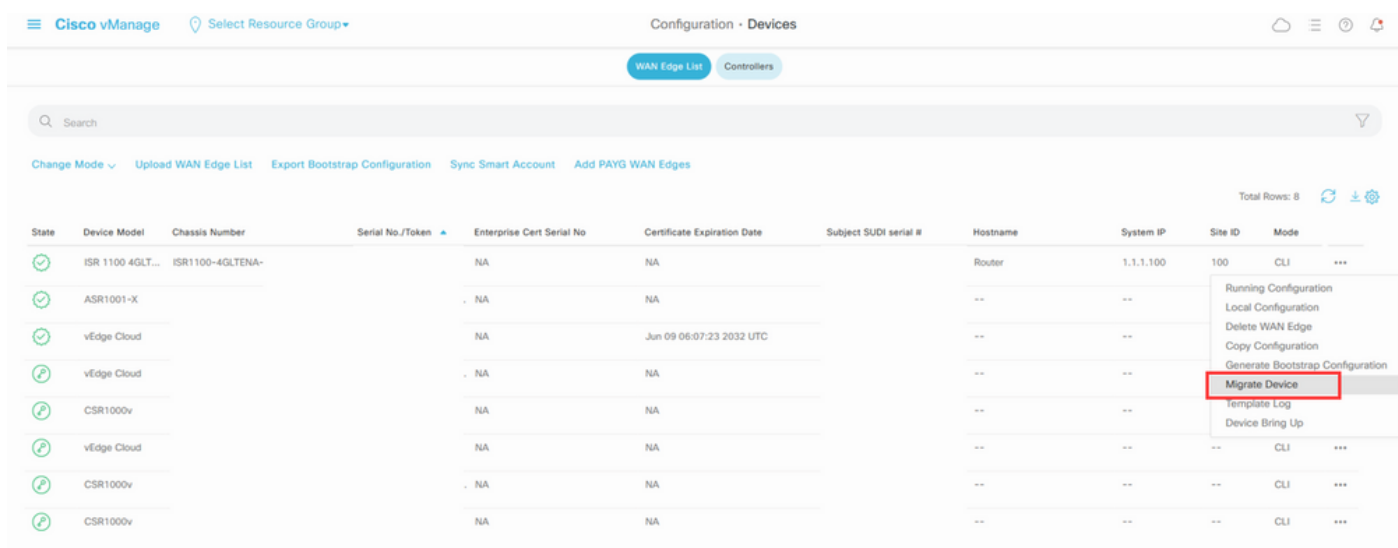 Cisco vManage Select Resource Group Configuration · Devices
WAN Edge List Controllers
Search
Change Mode Upload WAN Edge List Export Bootstrap Configuration Sync Smart Account Add PAYG WAN Edges
Total Rows: 8
State Device Model Chassis Number Serial No./Token Enterprise Cert Serial No Certificate Expiration Date Subject SUDI serial # Hostname System IP Site ID Mode
ISR 1100 4GLT... ISR1100-4GLTENA- NA NA Router 1.1.1.100 100 CLI ...
ASR1001-X . NA NA -- --
vEdge Cloud NA Jun 09 06:07:23 2032 UTC -- --
vEdge Cloud . NA NA -- --
CSR1000v NA NA -- --
vEdge Cloud NA NA -- -- -- CLI ...
CSR1000v . NA NA -- -- -- CLI ...
CSR1000v NA NA -- -- -- CLI ...
Running Configuration
Local Configuration
Delete WAN Edge
Copy Configuration
Generate Bootstrap Configuration
Migrate Device
Template Log
Device Bring Up